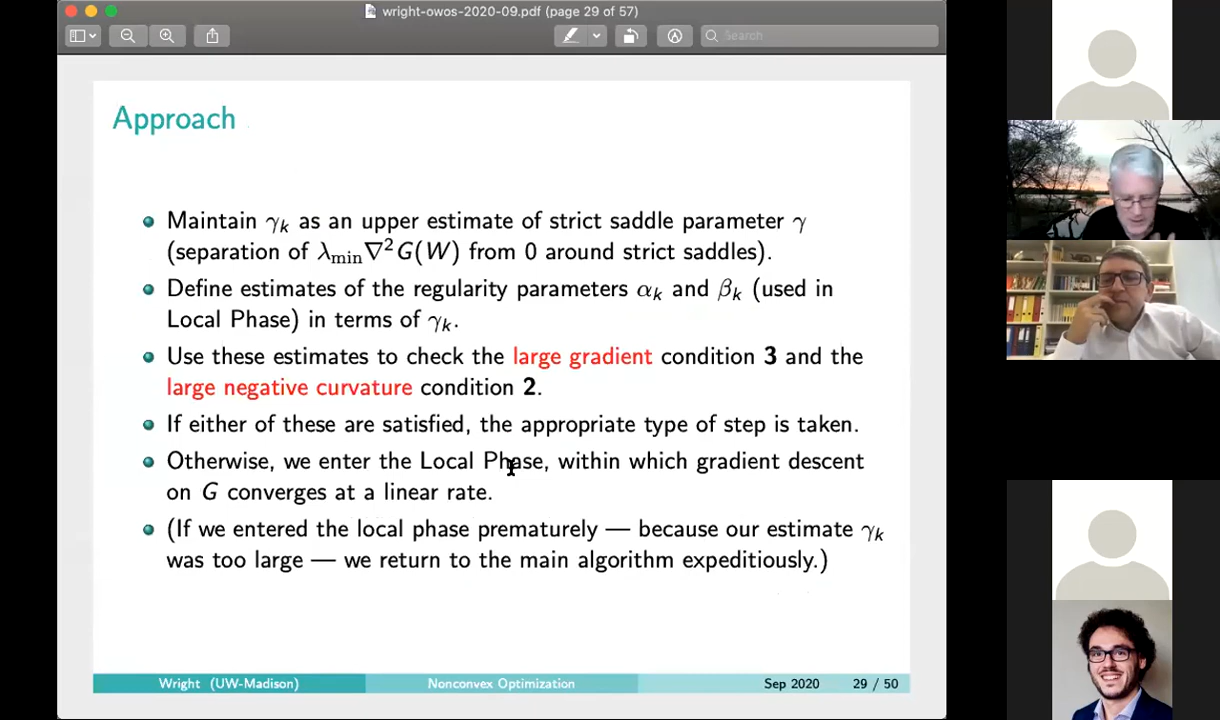 wright-owos-2020-09.pdf (page 29 of 57)
Search
Approach
Maintain γk as an upper estimate of strict saddle parameter γ
(separation of λmin∇²G(W) from 0 around strict saddles).
Define estimates of the regularity parameters αk and βk (used in
Local Phase) in terms of γk.
Use these estimates to check the large gradient condition 3 and the
large negative curvature condition 2.
If either of these are satisfied, the appropriate type of step is taken.
Otherwise, we enter the Local Phase, within which gradient descent
on G converges at a linear rate.
(If we entered the local phase prematurely — because our estimate γk
was too large — we return to the main algorithm expeditiously.)
Wright (UW-Madison) Nonconvex Optimization Sep 2020 29 / 50